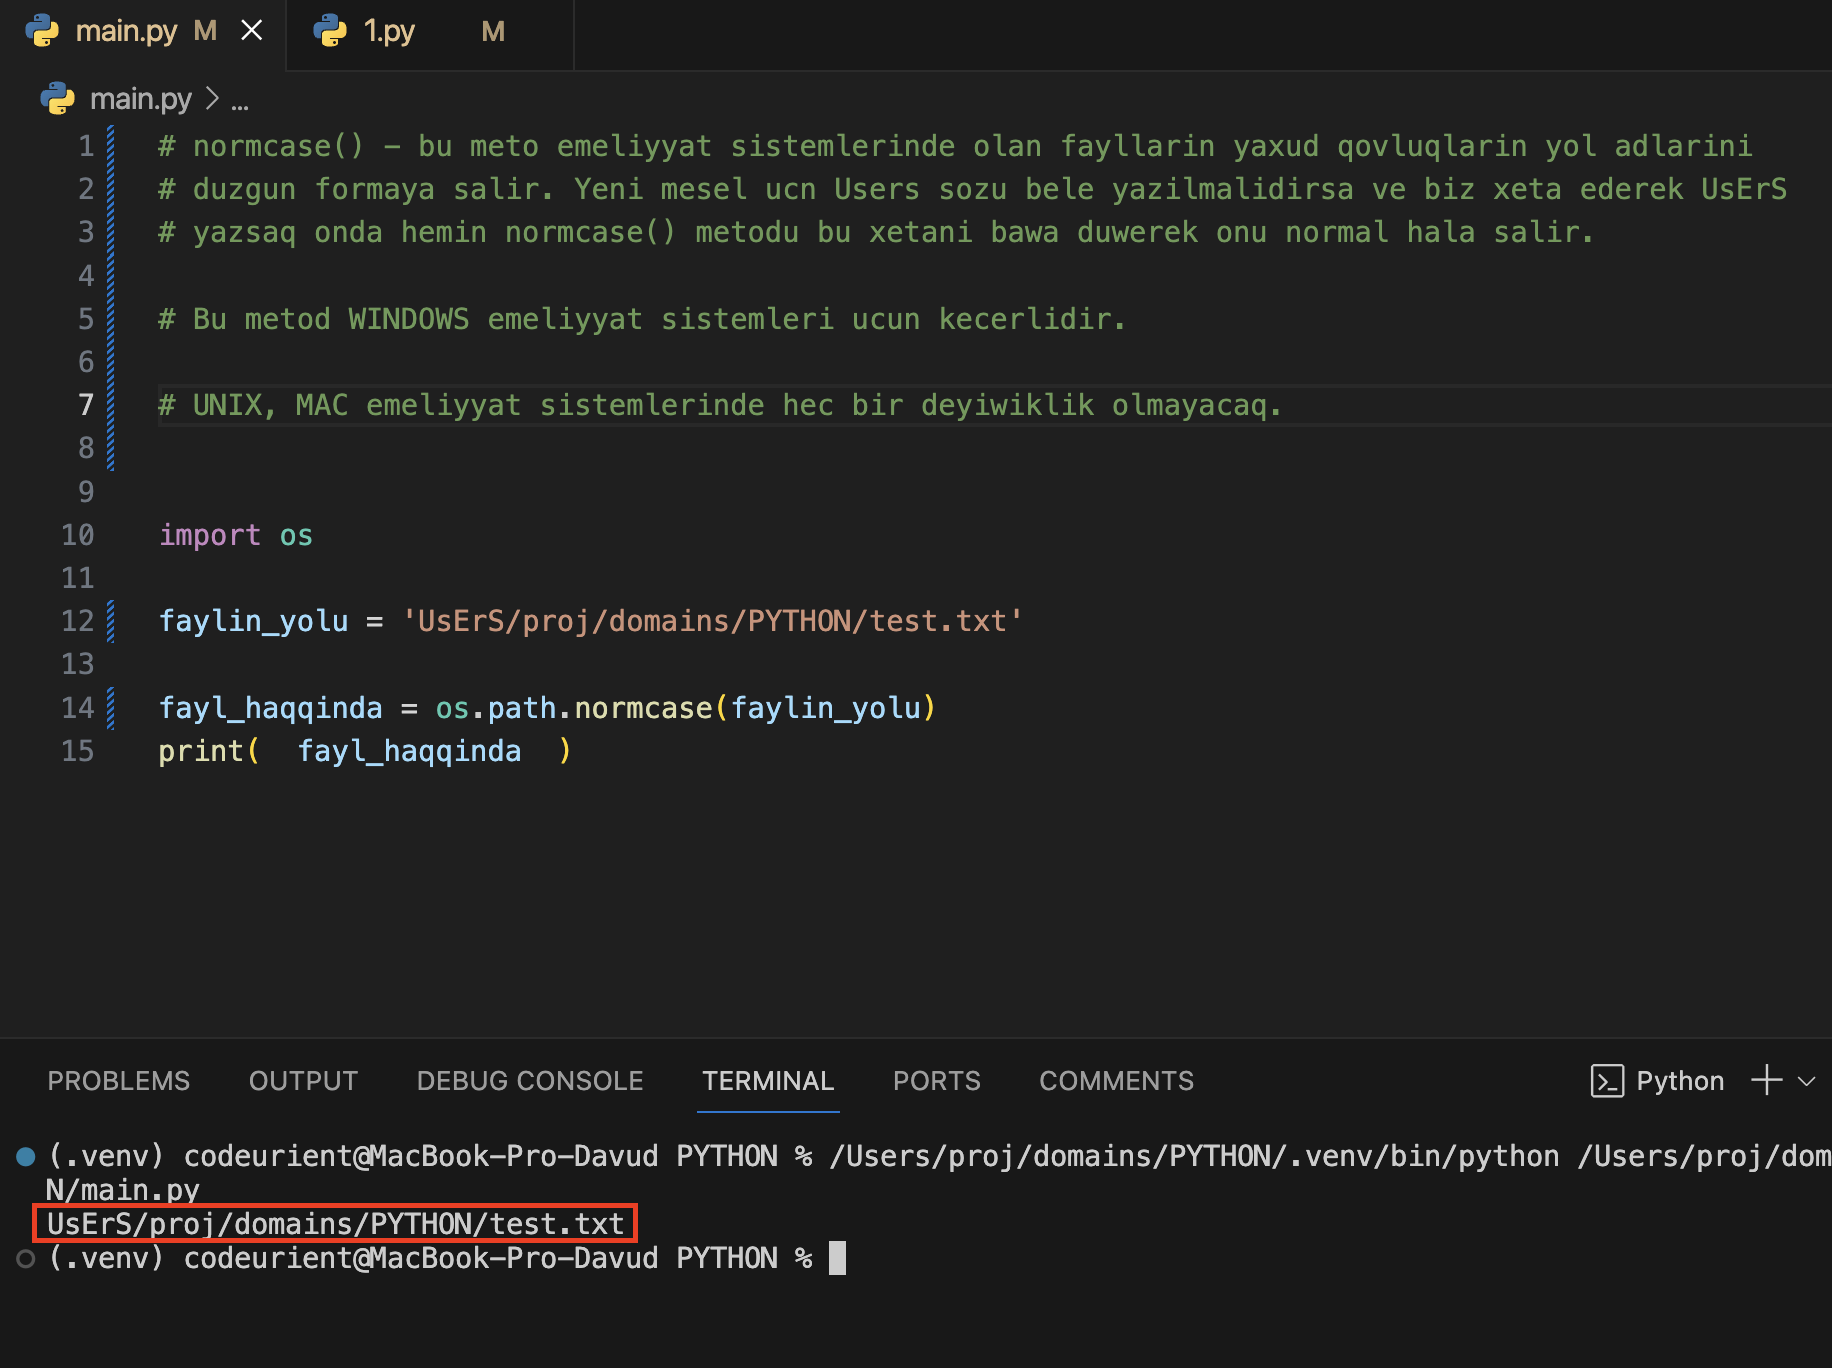 main.py M
1.py M
main.py > ...
1 # normcase() - bu meto emeliyyat sistemlerinde olan fayllarin yaxud qovluqlarin yol adlarini
2 # duzgun formaya salir. Yeni mesel ucn Users sozu bele yazilmalidirsa ve biz xeta ederek UsErS
3 # yazsaq onda hemin normcase() metodu bu xetani bawa duwerek onu normal hala salir.
4
5 # Bu metod WINDOWS emeliyyat sistemleri ucun kecerlidir.
6
7 # UNIX, MAC emeliyyat sistemlerinde hec bir deyiwiklik olmayacaq.
8
9
10 import os
11
12 faylin_yolu = 'UsErS/proj/domains/PYTHON/test.txt'
13
14 fayl_haqqinda = os.path.normcase(faylin_yolu)
15 print(  fayl_haqqinda  )
PROBLEMS OUTPUT DEBUG CONSOLE TERMINAL PORTS COMMENTS Python
(.venv) codeurient@MacBook-Pro-Davud PYTHON % /Users/proj/domains/PYTHON/.venv/bin/python /Users/proj/dom
N/main.py
UsErS/proj/domains/PYTHON/test.txt
(.venv) codeurient@MacBook-Pro-Davud PYTHON %